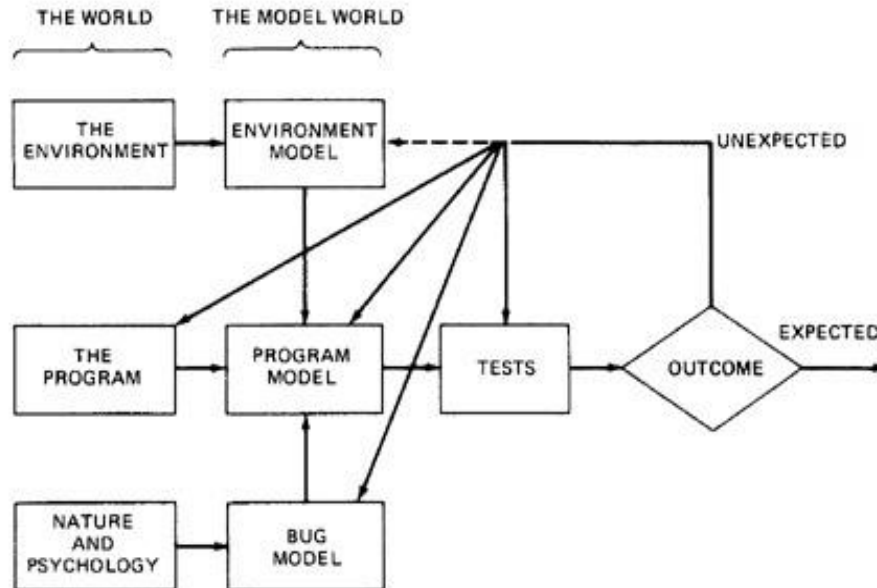 THE WORLD
THE MODEL WORLD
THE
ENVIRONMENT
ENVIRONMENT
MODEL
UNEXPECTED
THE
PROGRAM
PROGRAM
MODEL
TESTS
OUTCOME
EXPECTED
NATURE
AND
PSYCHOLOGY
BUG
MODEL